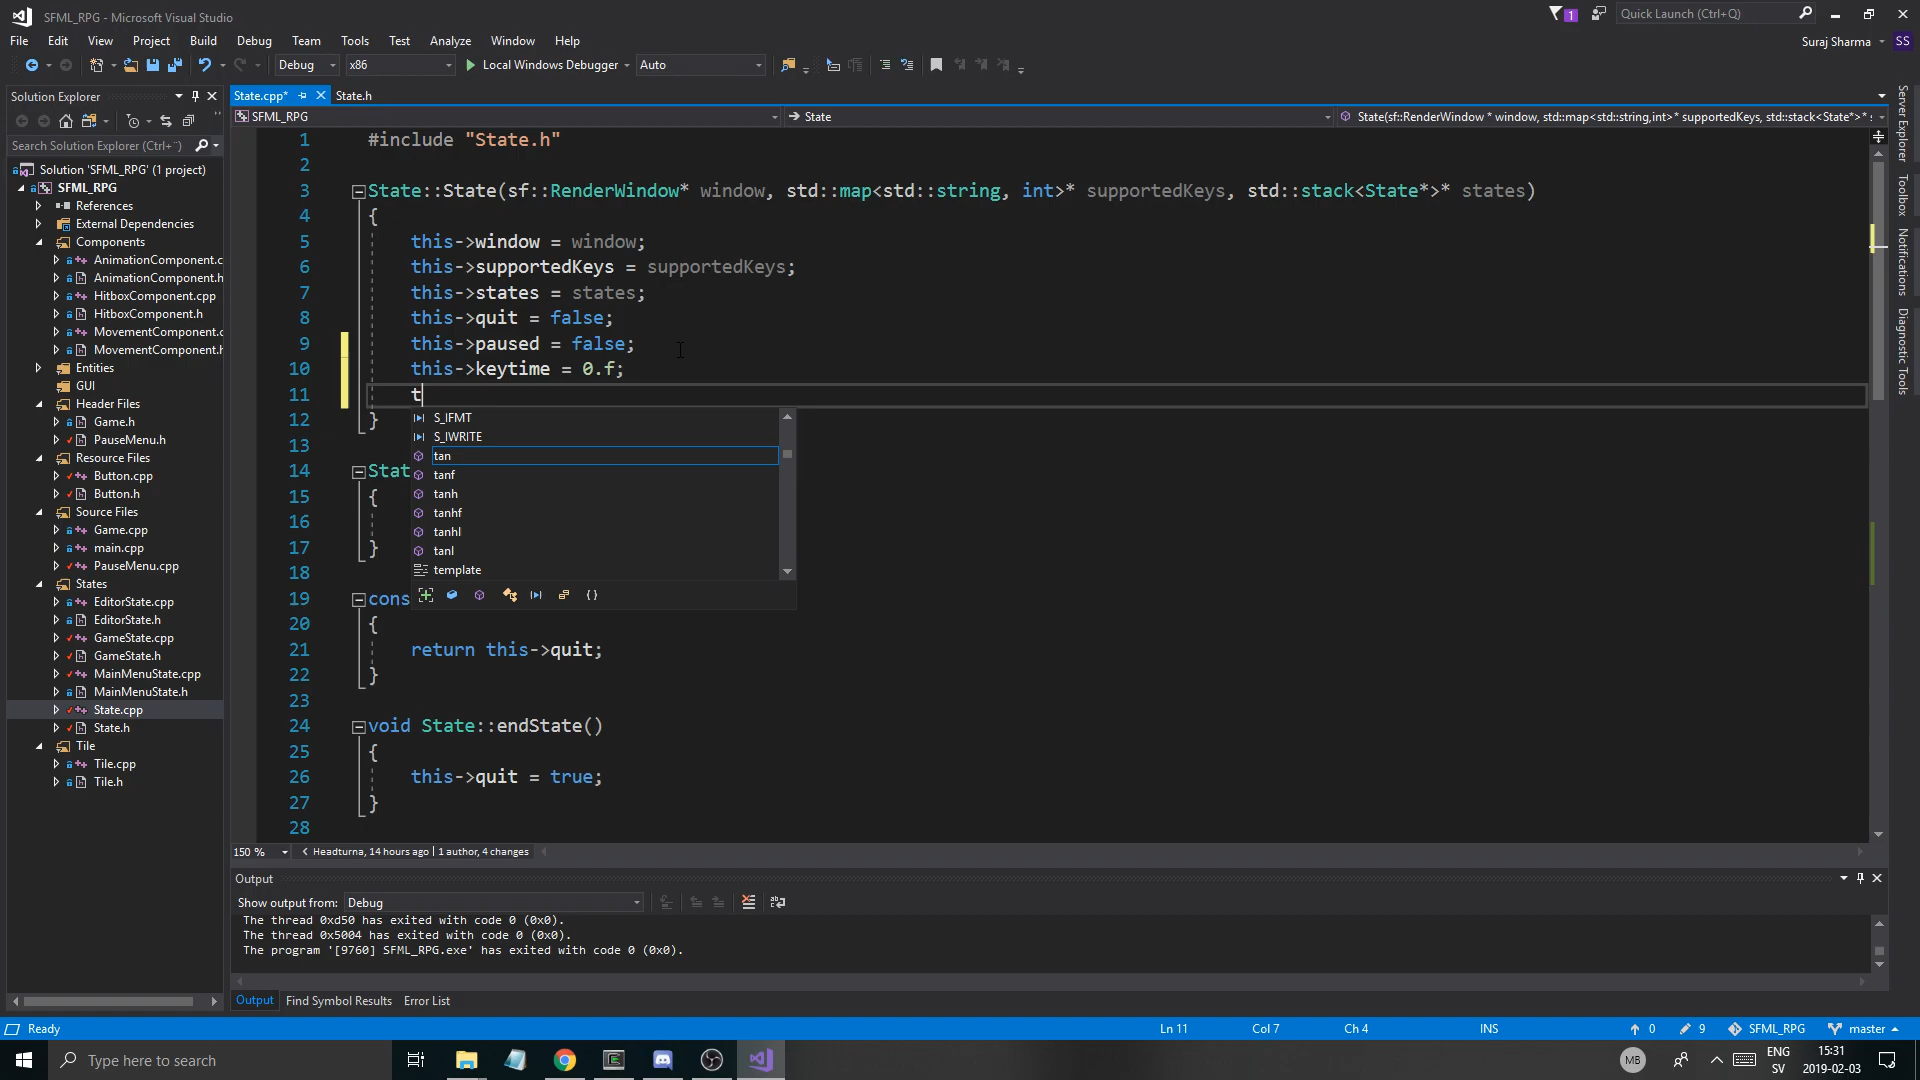 SFML_RPG - Microsoft Visual Studio
1
Quick Launch (Ctrl+Q)
File Edit View Project Build Debug Team Tools Test Analyze Window Help
Suraj Sharma SS
Debug x86 Local Windows Debugger Auto
Solution Explorer
Search Solution Explorer (Ctrl+¨)
Solution 'SFML_RPG' (1 project)
SFML_RPG
References
External Dependencies
Components
AnimationComponent.c
AnimationComponent.h
HitboxComponent.cpp
HitboxComponent.h
MovementComponent.c
MovementComponent.h
Entities
GUI
Header Files
Game.h
PauseMenu.h
Resource Files
Button.cpp
Button.h
Source Files
Game.cpp
main.cpp
PauseMenu.cpp
States
EditorState.cpp
EditorState.h
GameState.cpp
GameState.h
MainMenuState.cpp
MainMenuState.h
State.cpp
State.h
Tile
Tile.cpp
Tile.h
State.cpp* State.h
SFML_RPG State State(sf::RenderWindow * window, std::map<std::string,int>* supportedKeys, std::stack<State*>* s
1 #include "State.h"
2
3 State::State(sf::RenderWindow* window, std::map<std::string, int>* supportedKeys, std::stack<State*>* states)
4 {
5 this->window = window;
6 this->supportedKeys = supportedKeys;
7 this->states = states;
8 this->quit = false;
9 this->paused = false;
10 this->keytime = 0.f;
11 t
12 }
13
14 Stat
15 {
16
17 }
18
19 cons
20 {
21 return this->quit;
22 }
23
24 void State::endState()
25 {
26 this->quit = true;
27 }
28
S_IFMT
S_IWRITE
tan
tanf
tanh
tanhf
tanhl
tanl
template
150 % Headturna, 14 hours ago | 1 author, 4 changes
Output
Show output from: Debug
The thread 0xd50 has exited with code 0 (0x0).
The thread 0x5004 has exited with code 0 (0x0).
The program '[9760] SFML_RPG.exe' has exited with code 0 (0x0).
Output Find Symbol Results Error List
Server Explorer
Toolbox
Notifications
Diagnostic Tools
Ready Ln 11 Col 7 Ch 4 INS 0 9 SFML_RPG master
Type here to search
MB
ENG
SV
15:31
2019-02-03